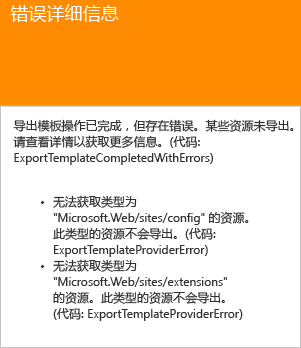 错误详细信息
导出模板操作已完成，但存在错误。某些资源未导出。
请查看详情以获取更多信息。(代码:
ExportTemplateCompletedWithErrors)
• 无法获取类型为
"Microsoft.Web/sites/config" 的资源。
此类型的资源不会导出。(代码:
ExportTemplateProviderError)
• 无法获取类型为
"Microsoft.Web/sites/extensions"
的资源。此类型的资源不会导出。
(代码: ExportTemplateProviderError)